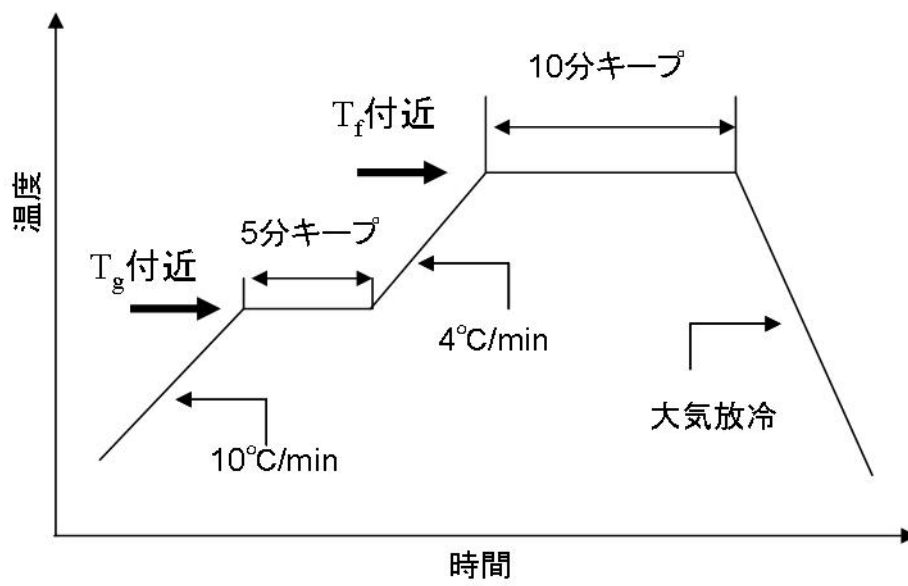 10分キープ
Tf付近
5分キープ
Tg付近
4℃/min
10℃/min
大気放冷
温度
時間